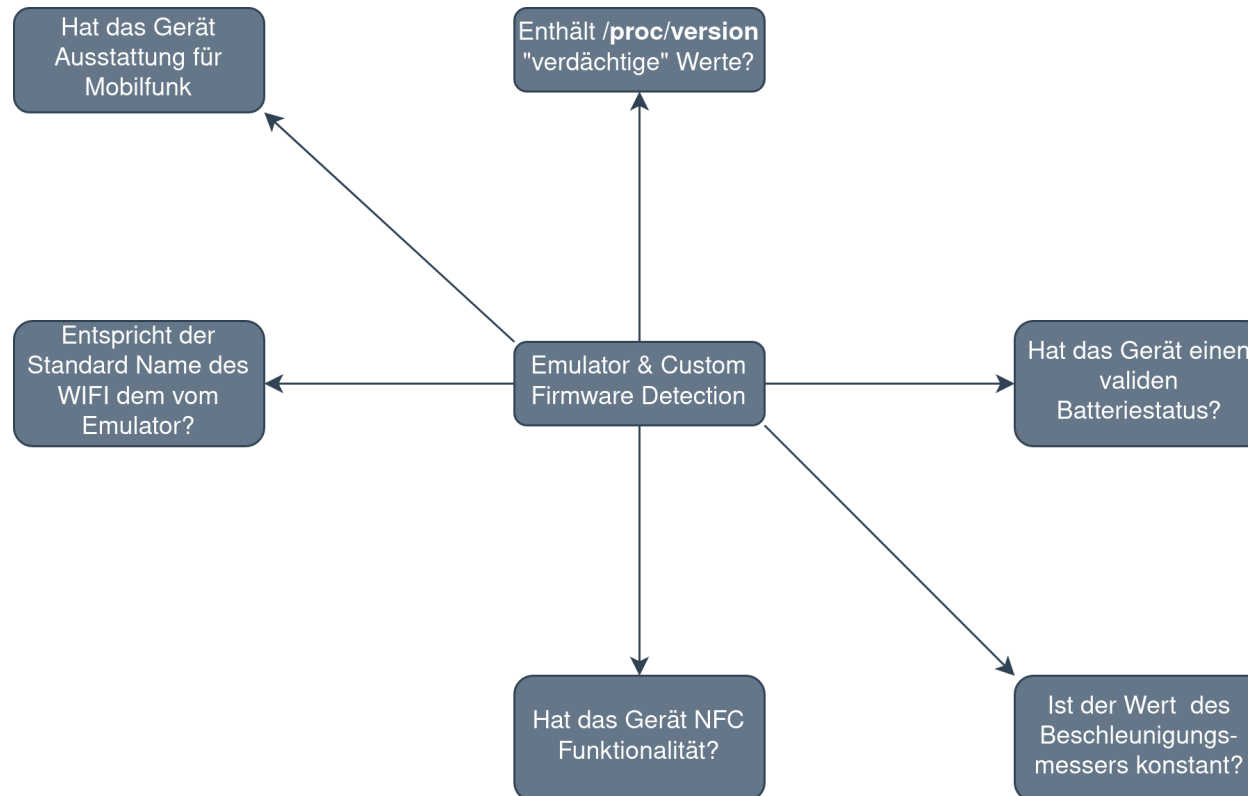 Hat das Gerät
Ausstattung für
Mobilfunk
Enthält /proc/version
"verdächtige" Werte?
Entspricht der
Standard Name des
WIFI dem vom
Emulator?
Emulator & Custom
Firmware Detection
Hat das Gerät einen
validen
Batteriestatus?
Hat das Gerät NFC
Funktionalität?
Ist der Wert  des
Beschleunigungs-
messers konstant?